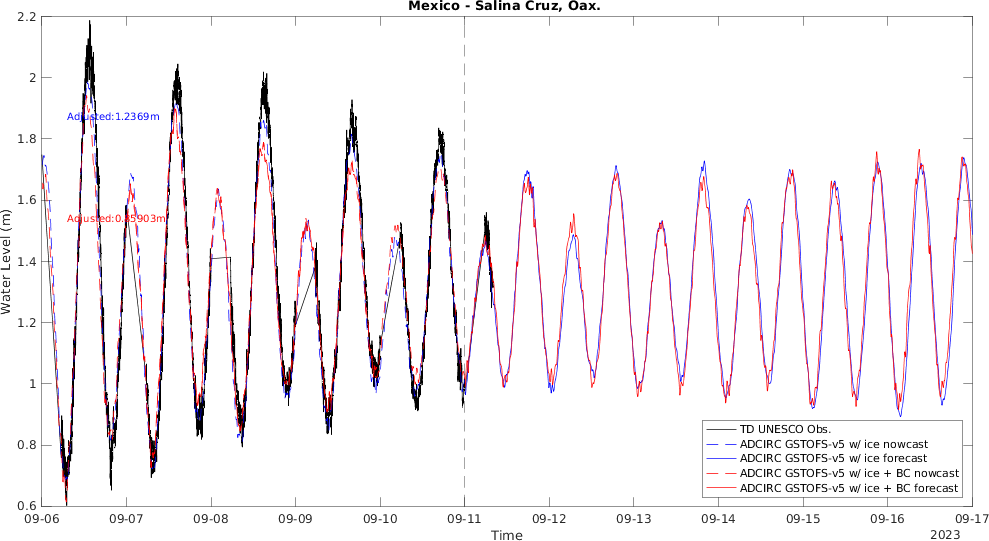 Mexico - Salina Cruz, Oax.
2.2
2
1.8
1.6
1.4
1.2
1
0.8
0.6
Water Level (m)
Adjusted:1.2369m
TD UNESCO Obs.
ADCIRC GSTOFS-v5 w/ ice nowcast
ADCIRC GSTOFS-v5 w/ ice forecast
ADCIRC GSTOFS-v5 w/ ice + BC nowcast
ADCIRC GSTOFS-v5 w/ ice + BC forecast
09-06 09-07 09-08 09-09 09-10 09-11 09-12 09-13 09-14 09-15 09-16 09-17
Time
2023